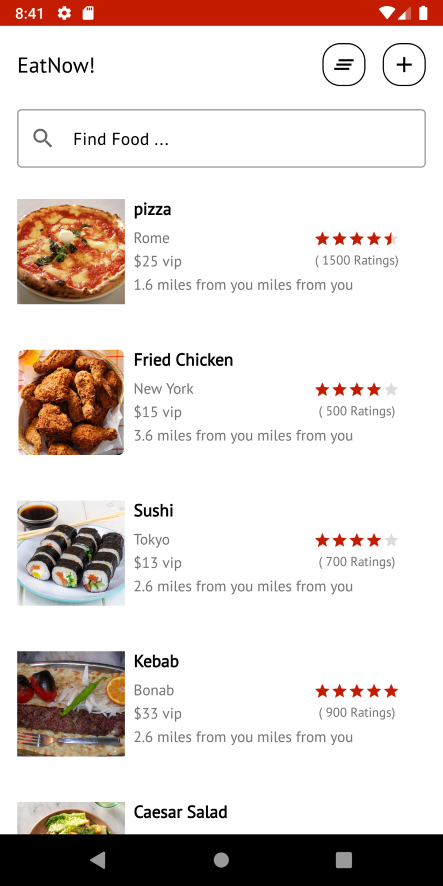 8:41
EatNow!
Find Food ...
pizza
Rome
$25 vip
( 1500 Ratings)
1.6 miles from you miles from you
Fried Chicken
New York
$15 vip
( 500 Ratings)
3.6 miles from you miles from you
Sushi
Tokyo
$13 vip
( 700 Ratings)
2.6 miles from you miles from you
Kebab
Bonab
$33 vip
( 900 Ratings)
2.6 miles from you miles from you
Caesar Salad